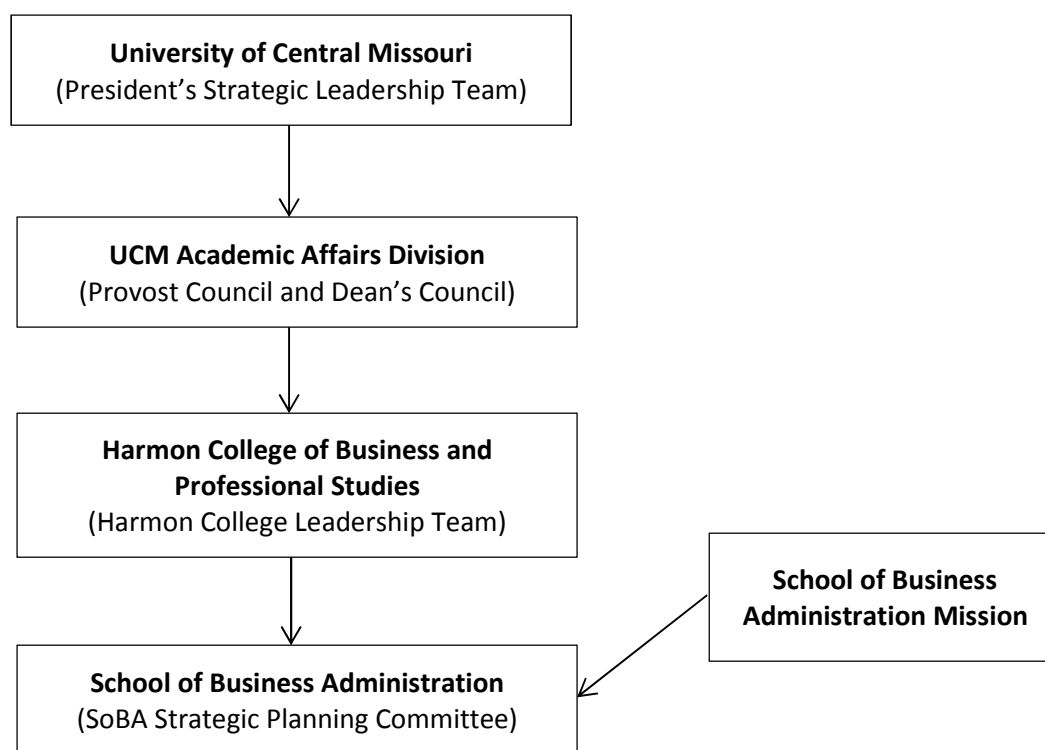 University of Central Missouri
(President’s Strategic Leadership Team)
UCM Academic Affairs Division
(Provost Council and Dean’s Council)
Harmon College of Business and
Professional Studies
(Harmon College Leadership Team)
School of Business
Administration Mission
School of Business Administration
(SoBA Strategic Planning Committee)